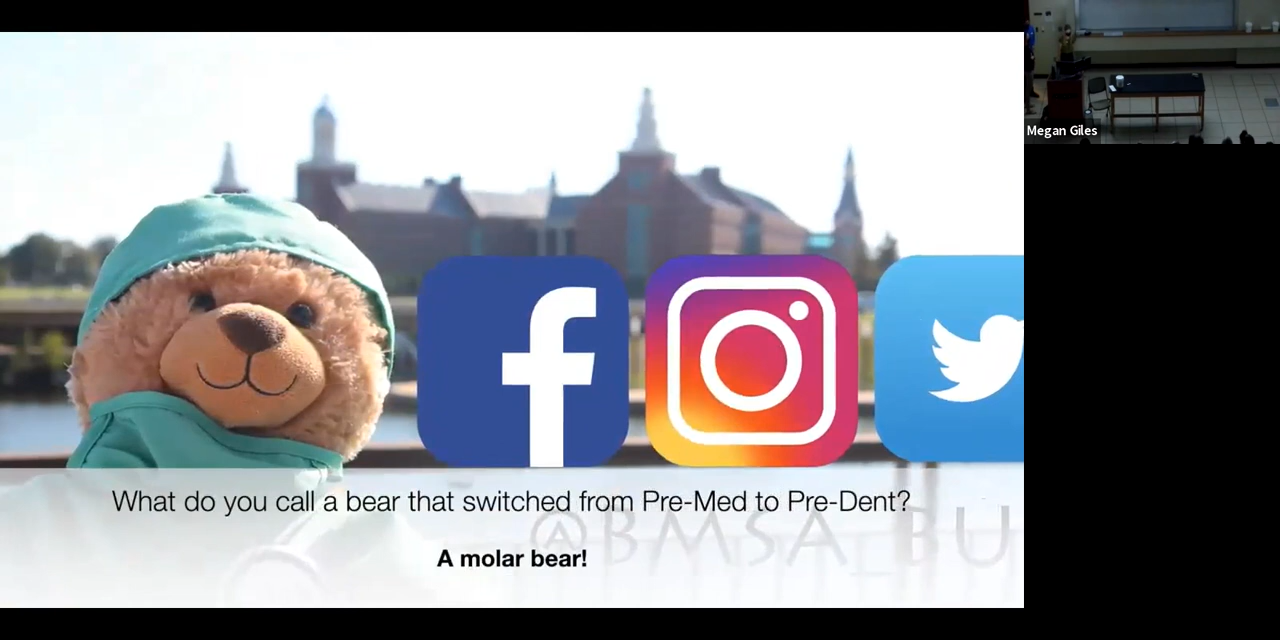 What do you call a bear that switched from Pre-Med to Pre-Dent?
@BMSA_BU
A molar bear!
Megan Giles